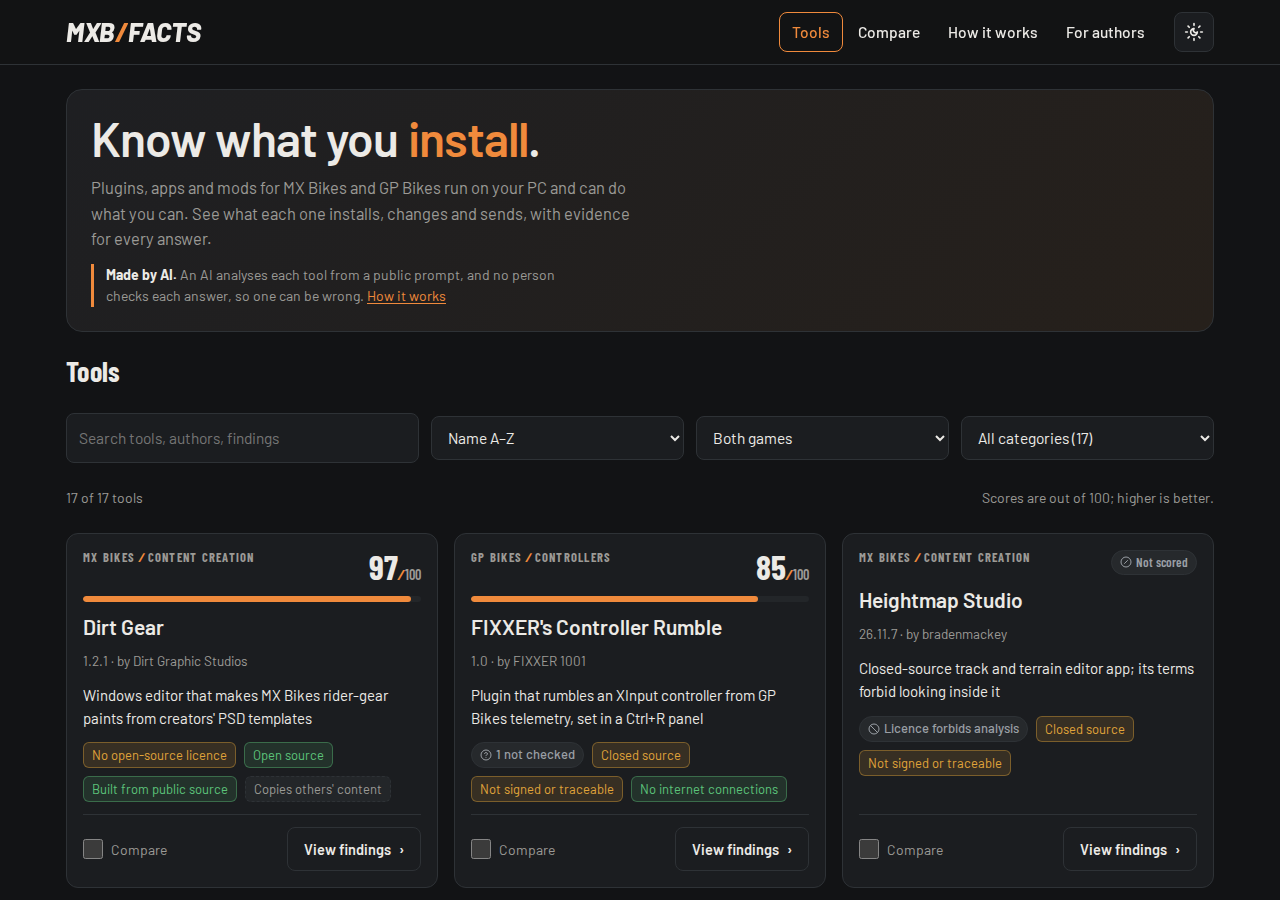 MXB/FACTS
Tools
Compare
How it works
For authors
Know what you install.
Plugins, apps and mods for MX Bikes and GP Bikes run on your PC and can do
what you can. See what each one installs, changes and sends, with evidence
for every answer.
Made by AI. An AI analyses each tool from a public prompt, and no person
checks each answer, so one can be wrong. How it works
Tools
Search tools, authors, findings
Name A–Z
Both games
All categories (17)
17 of 17 tools
Scores are out of 100; higher is better.
MX BIKES / CONTENT CREATION
97/100
Dirt Gear
1.2.1 · by Dirt Graphic Studios
Windows editor that makes MX Bikes rider-gear
paints from creators' PSD templates
No open-source licence
Open source
Built from public source
Copies others' content
Compare
View findings ›
GP BIKES / CONTROLLERS
85/100
FIXXER's Controller Rumble
1.0 · by FIXXER 1001
Plugin that rumbles an XInput controller from GP
Bikes telemetry, set in a Ctrl+R panel
1 not checked
Closed source
Not signed or traceable
No internet connections
Compare
View findings ›
MX BIKES / CONTENT CREATION
Not scored
Heightmap Studio
26.11.7 · by bradenmackey
Closed-source track and terrain editor app; its terms
forbid looking inside it
Licence forbids analysis
Closed source
Not signed or traceable
Compare
View findings ›